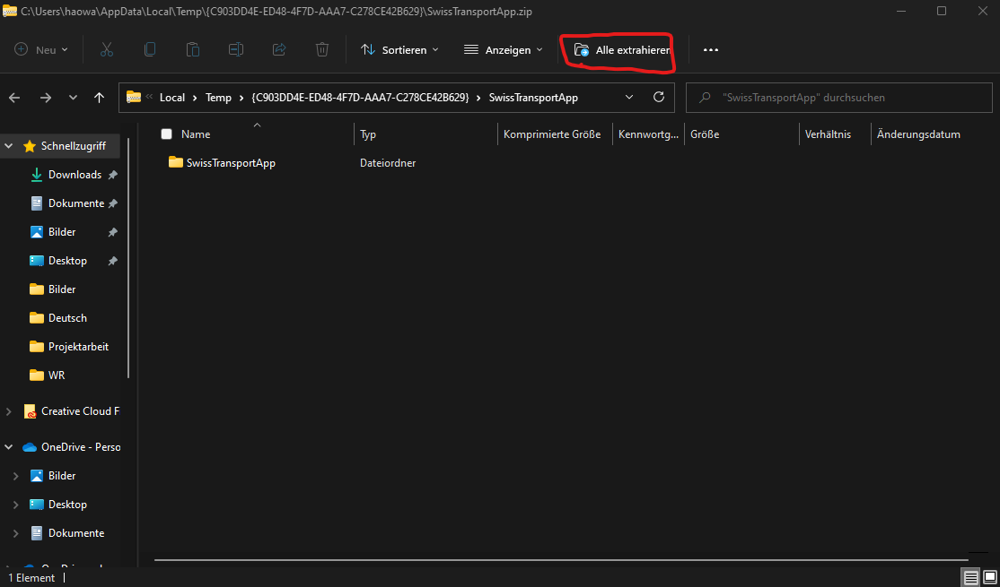 C:\Users\haowa\AppData\Local\Temp\{C903DD4E-ED48-4F7D-AAA7-C278CE42B629}\SwissTransportApp.zip
Neu
Sortieren
Anzeigen
Alle extrahieren
Local > Temp > {C903DD4E-ED48-4F7D-AAA7-C278CE42B629} > SwissTransportApp
"SwissTransportApp" durchsuchen
Name Typ Komprimierte Größe Kennwortg... Größe Verhältnis Änderungsdatum
SwissTransportApp Dateiordner
Schnellzugriff
Downloads
Dokumente
Bilder
Desktop
Bilder
Deutsch
Projektarbeit
WR
Creative Cloud F
OneDrive - Perso
Bilder
Desktop
Dokumente
1 Element